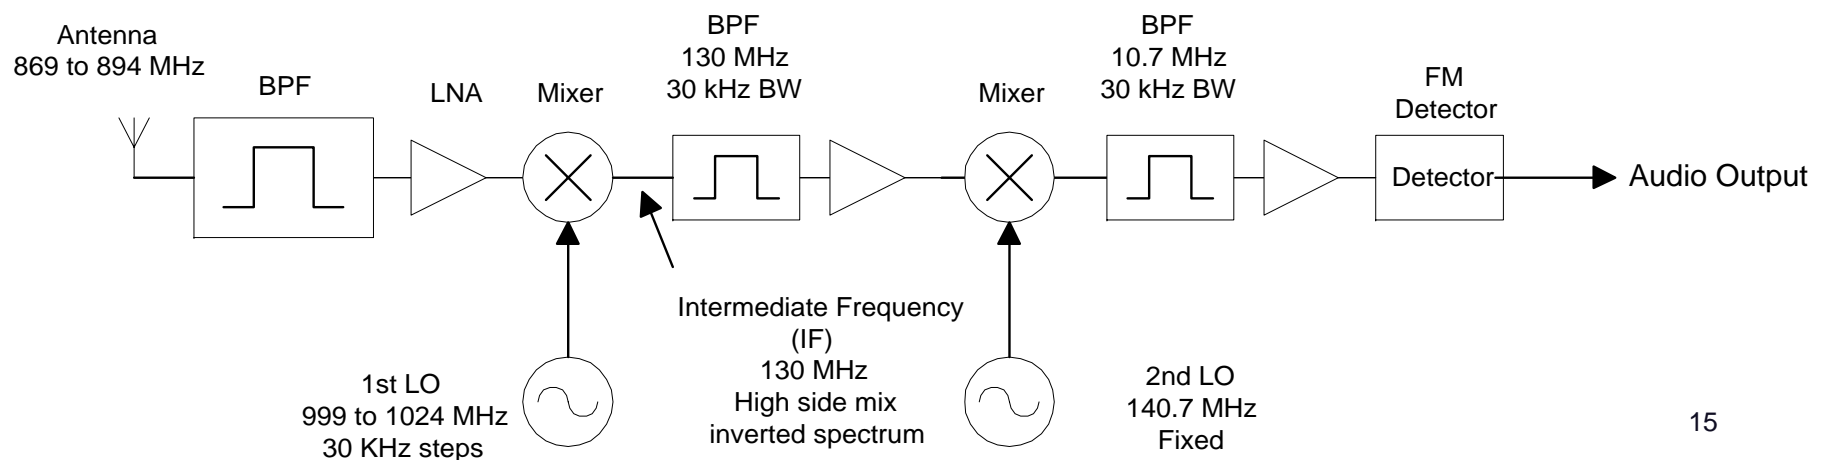 Antenna
869 to 894 MHz
BPF
LNA
Mixer
BPF
130 MHz
30 kHz BW
Mixer
BPF
10.7 MHz
30 kHz BW
FM
Detector
Detector
Audio Output
1st LO
999 to 1024 MHz
30 KHz steps
Intermediate Frequency
(IF)
130 MHz
High side mix
inverted spectrum
2nd LO
140.7 MHz
Fixed
15